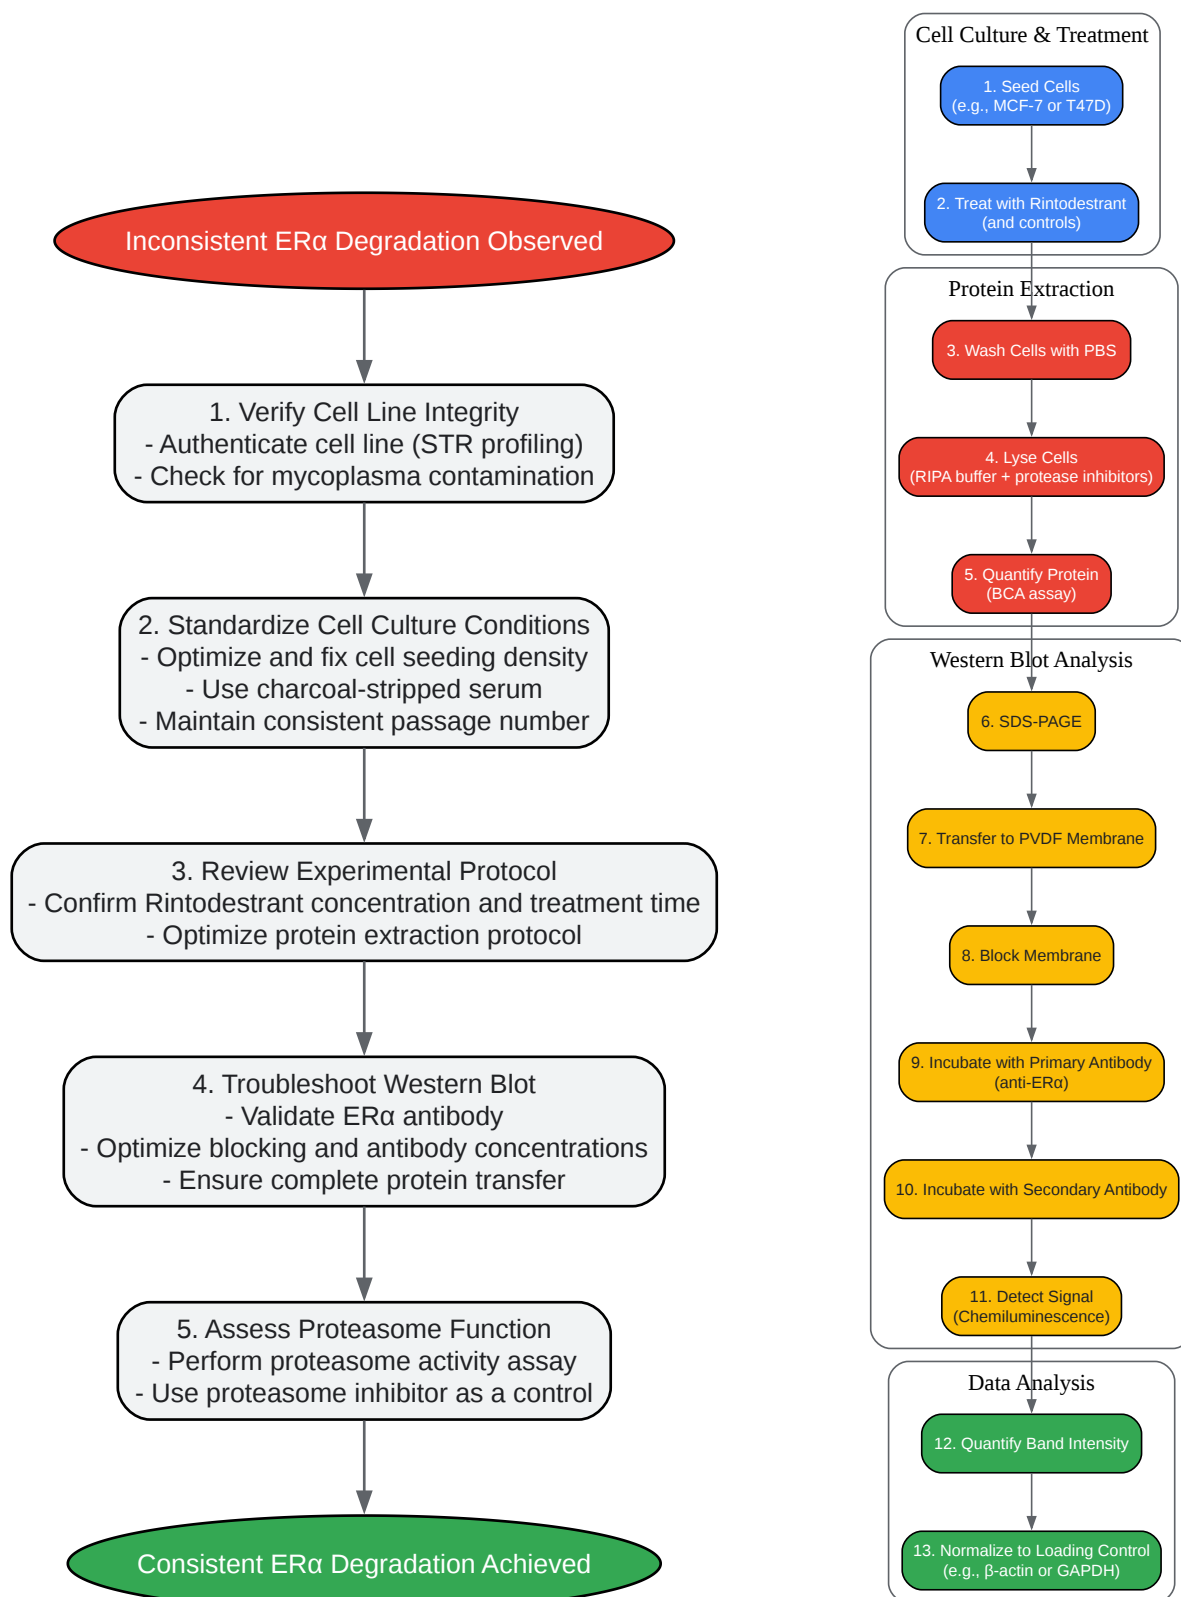 Inconsistent ERα Degradation Observed
1. Verify Cell Line Integrity
- Authenticate cell line (STR profiling)
- Check for mycoplasma contamination
2. Standardize Cell Culture Conditions
- Optimize and fix cell seeding density
- Use charcoal-stripped serum
- Maintain consistent passage number
3. Review Experimental Protocol
- Confirm Rintodestrant concentration and treatment time
- Optimize protein extraction protocol
4. Troubleshoot Western Blot
- Validate ERα antibody
- Optimize blocking and antibody concentrations
- Ensure complete protein transfer
5. Assess Proteasome Function
- Perform proteasome activity assay
- Use proteasome inhibitor as a control
Consistent ERα Degradation Achieved
Cell Culture & Treatment
1. Seed Cells
(e.g., MCF-7 or T47D)
2. Treat with Rintodestrant
(and controls)
Protein Extraction
3. Wash Cells with PBS
4. Lyse Cells
(RIPA buffer + protease inhibitors)
5. Quantify Protein
(BCA assay)
Western Blot Analysis
6. SDS-PAGE
7. Transfer to PVDF Membrane
8. Block Membrane
9. Incubate with Primary Antibody
(anti-ERα)
10. Incubate with Secondary Antibody
11. Detect Signal
(Chemiluminescence)
Data Analysis
12. Quantify Band Intensity
13. Normalize to Loading Control
(e.g., β-actin or GAPDH)